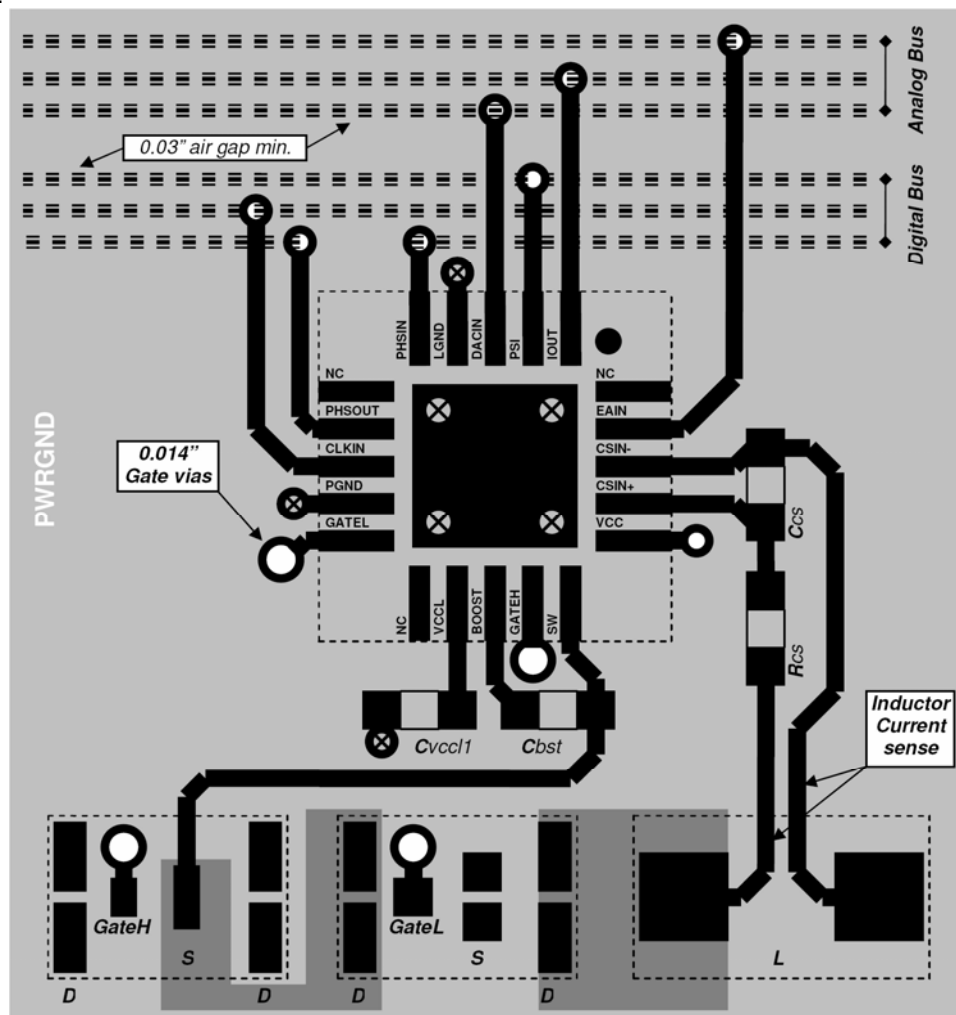 Analog Bus
0.03" air gap min.
Digital Bus
PHSIN
LGND
DACIN
PSI
IOUT
NC
NC
PHSOUT
EAIN
CLKIN
CSIN-
PGND
CSIN+
GATEL
VCC
PWRGND
0.014"
Gate vias
Ccs
NC
VCCL
BOOST
GATEH
SW
Rcs
Inductor
Current
sense
Cvccl1
Cbst
GateH
GateL
S
S
L
D
D
D
D